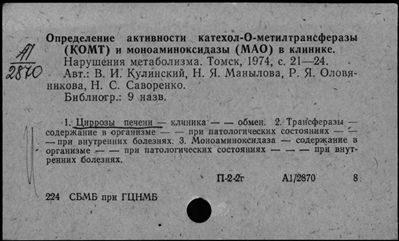 Определение активности катехол-О-метилтрансферазы
(КОМТ) и моноаминоксидазы (МАО) в клинике.
А1
2870
Нарушения метаболизма. Томск, 1974, с. 21—24.
Авт.: В. И. Кулинский, Н. Я. Манылова, Р. Я. Оловя-
никова, Н. С. Саворенко.
Библиогр.: 9 назв.
1. Циррозы печени — клиника — — обмен. 2. Трансферазы —
содержание в организме — — при патологических состояниях — —
— при внутренних болезнях. 3. Моноаминоксидаза — содержание в
организме — — при патологических состояниях — — — при внут-
ренних болезнях.
П-2-2г А1/2870 8
224 СБМБ при ГЦНМБ